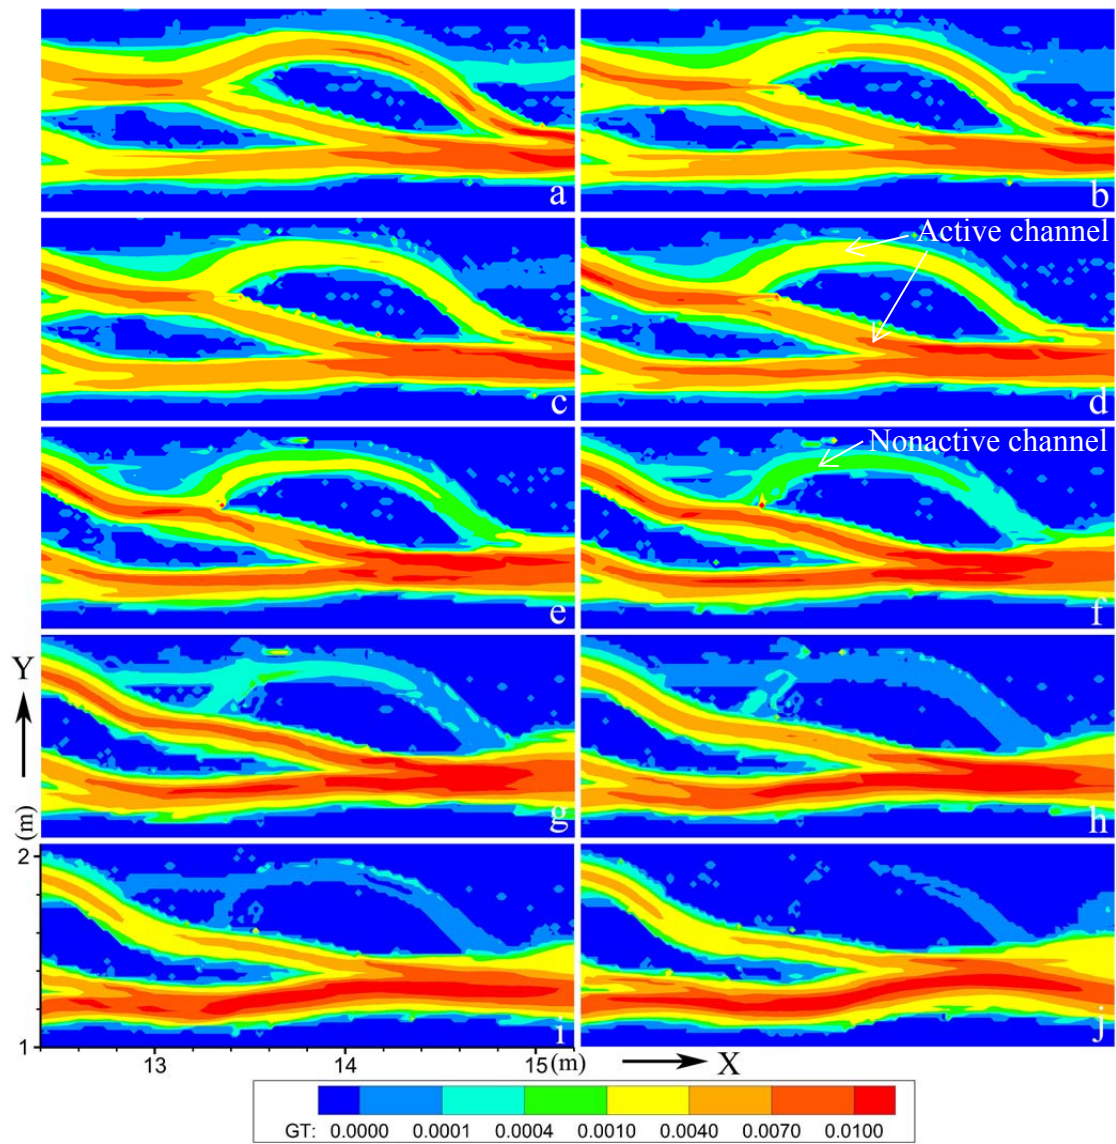 a
b
Active channel
c
d
Nonactive channel
e
f
Y
g
h
(m)
2
1
i
j
13
14
15
(m)
X
GT: 0.0000 0.0001 0.0004 0.0010 0.0040 0.0070 0.0100